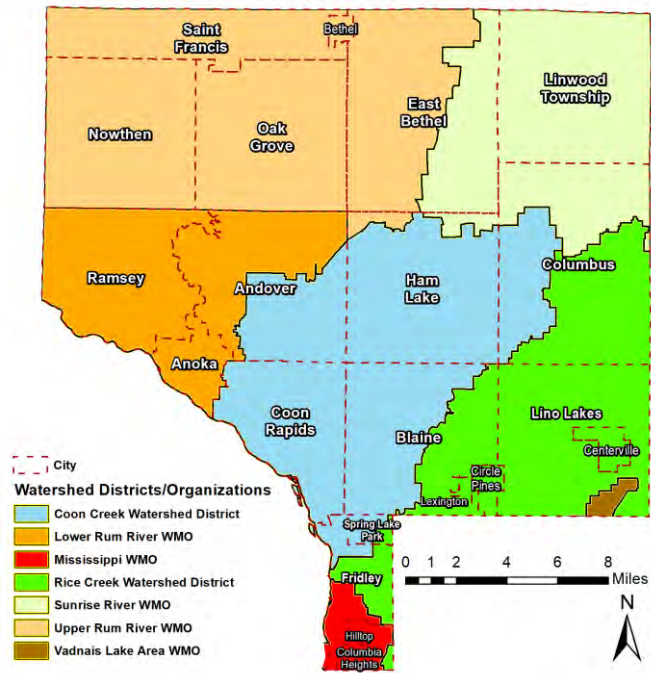 Saint
Francis
Bethel
Linwood
Township
East
Bethel
Nowthen
Oak
Grove
Columbus
Ramsey
Andover
Ham
Lake
Anoka
Coon
Rapids
Lino Lakes
Blaine
Centerville
Circle
Pines
Lexington
Spring Lake
Park
Fridley
Hilltop
Columbia
Heights
City
Watershed Districts/Organizations
Coon Creek Watershed District
Lower Rum River WMO
Mississippi WMO
Rice Creek Watershed District
Sunrise River WMO
Upper Rum River WMO
Vadnais Lake Area WMO
0 1 2 4 6 8
Miles
N